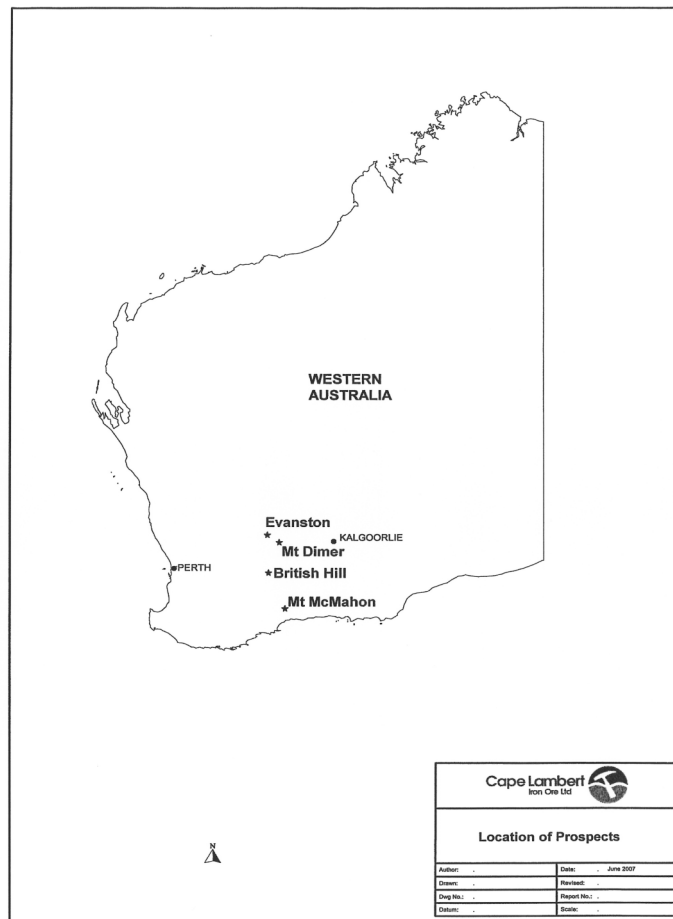 WESTERN
AUSTRALIA
Evanston
KALGOORLIE
Mt Dimer
PERTH
British Hill
Mt McMahon
N
Cape Lambert
Iron Ore Ltd
Location of Prospects
Author: . Date: . June 2007
Drawn: . Revised: .
Dwg No.: . Report No.: .
Datum: . Scale: .